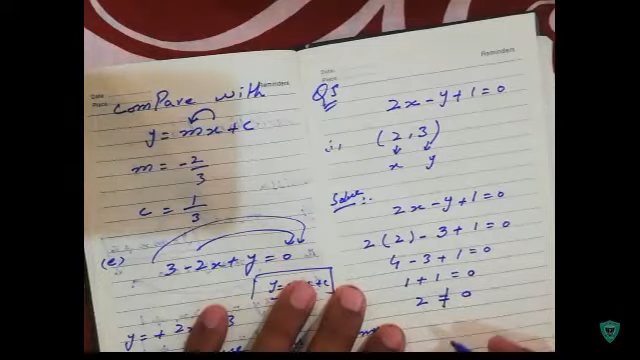 Date
Place
Reminders
Compare with
y = mx + c
m = -2/3
c = 1/3
(e) 3 - 2x + y = 0
y = + 2x
Date
Place
Reminders
Q3
2x - y + 1 = 0
(2, 3)
x y
Solve:-
2x - y + 1 = 0
2(2) - 3 + 1 = 0
4 - 3 + 1 = 0
1 + 1 = 0
2 ≠ 0